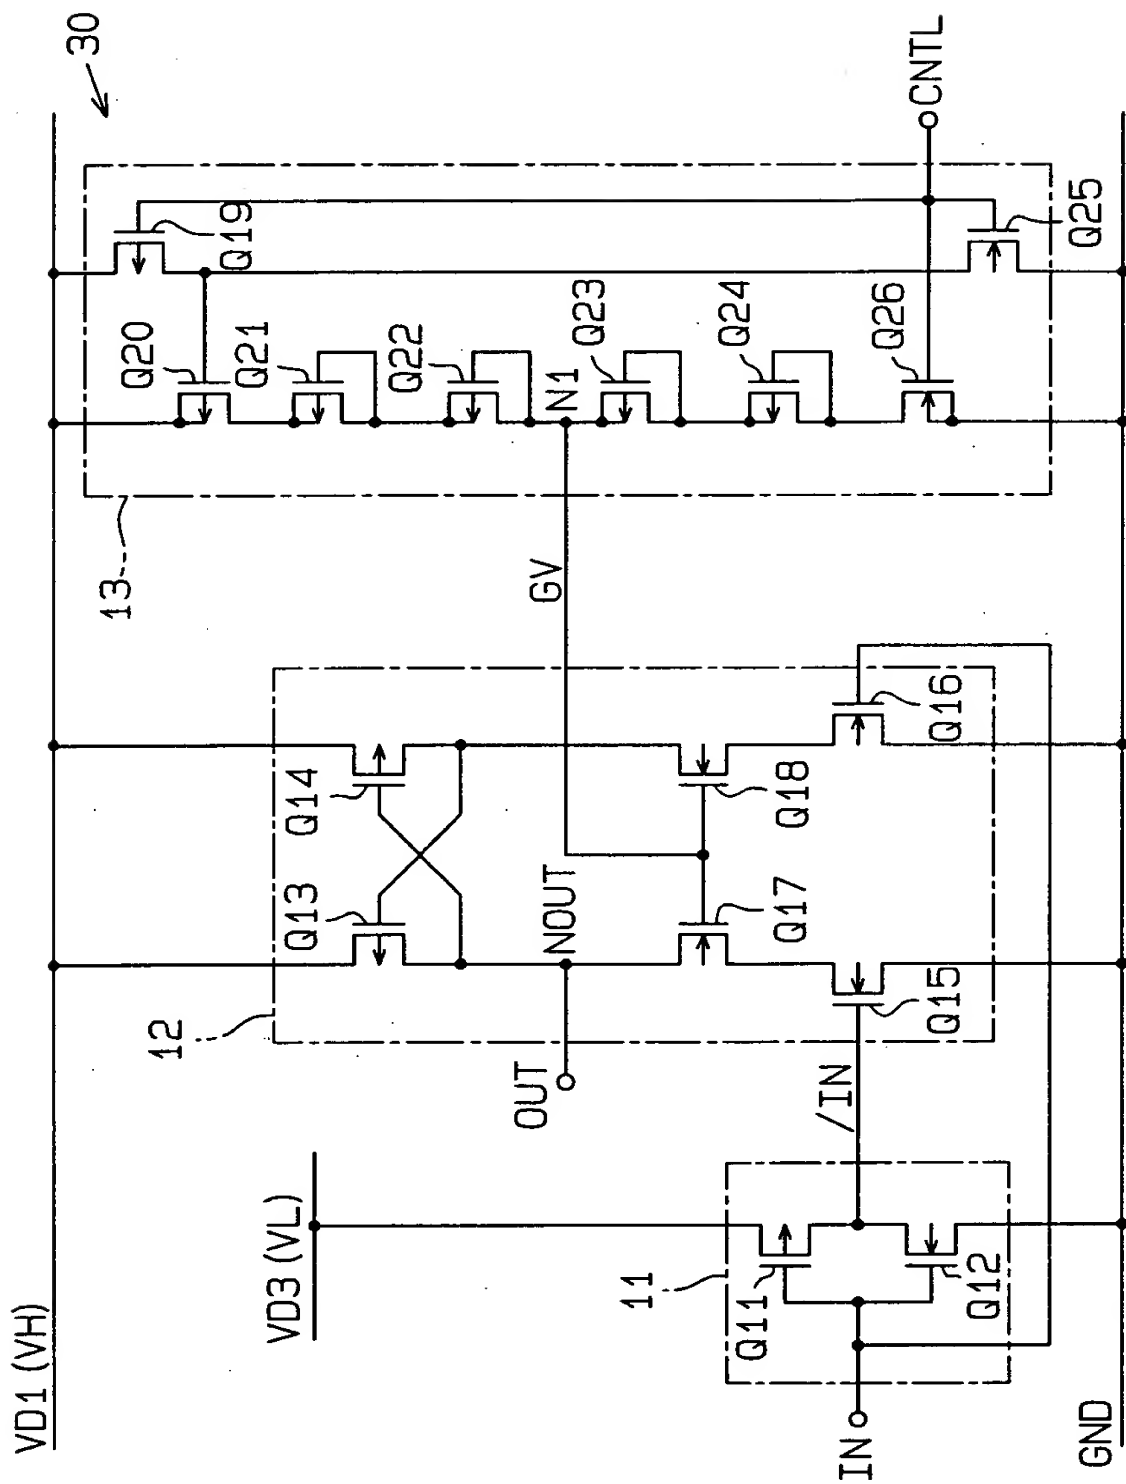 30
VD1 (VH)
VD3 (VL)
GND
IN
/IN
OUT
NOUT
GV
N1
CNTL
11
12
13
Q11
Q12
Q13
Q14
Q15
Q16
Q17
Q18
Q19
Q20
Q21
Q22
Q23
Q24
Q25
Q26